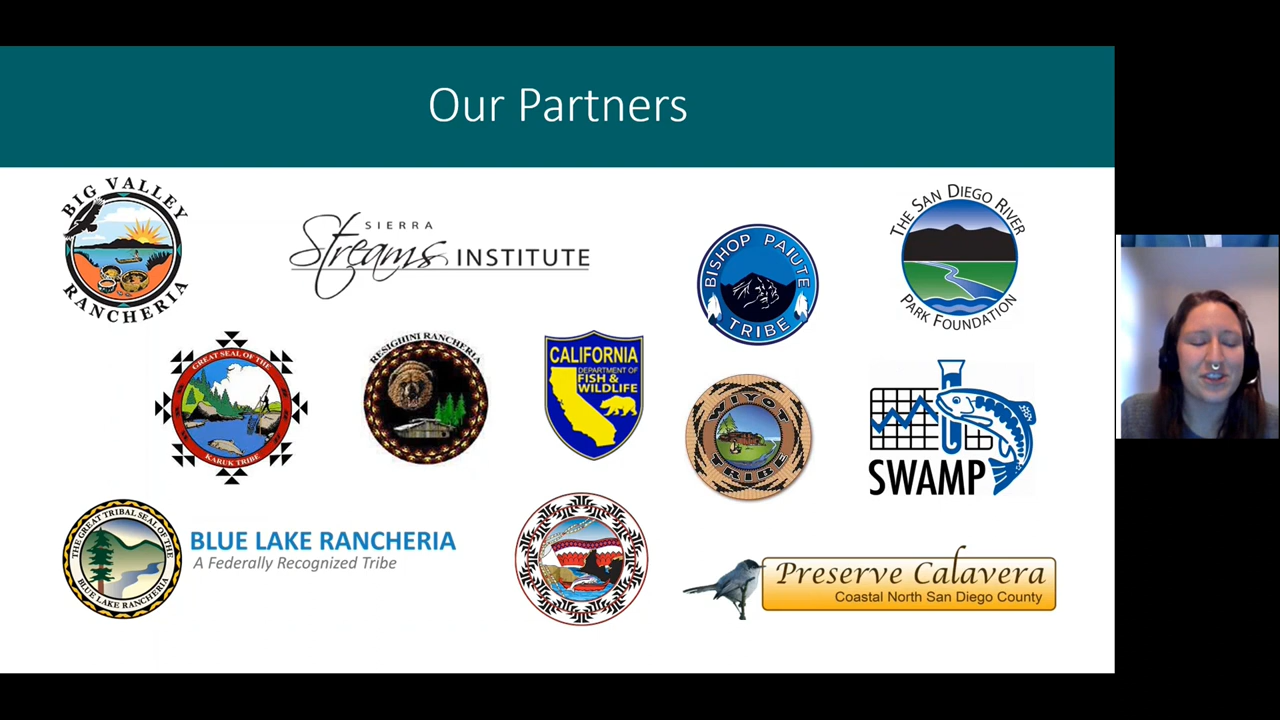 Our Partners
BIG VALLEY
RANCHERIA
SIERRA
Streams INSTITUTE
BISHOP PAIUTE
TRIBE
THE SAN DIEGO RIVER
PARK FOUNDATION
GREAT SEAL OF THE
KARUK TRIBE
RESIGHINI RANCHERIA
CALIFORNIA
DEPARTMENT OF
FISH &
WILDLIFE
WIYOT
TRIBE
SWAMP
THE GREAT TRIBAL SEAL OF THE
BLUE LAKE RANCHERIA
BLUE LAKE RANCHERIA
A Federally Recognized Tribe
Preserve Calavera
Coastal North San Diego County